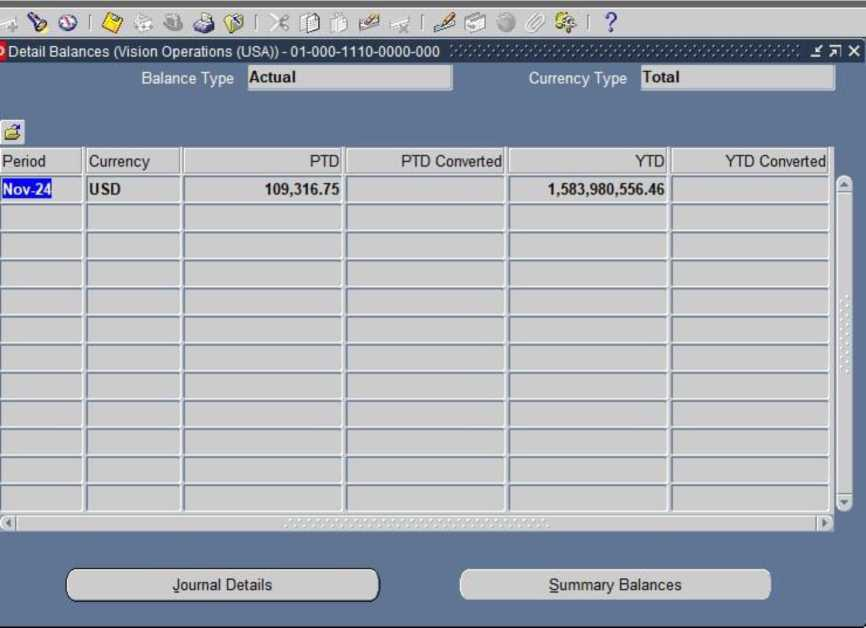 Detail Balances (Vision Operations (USA)) - 01-000-1110-0000-000
Balance Type Actual Currency Type Total
Period Currency PTD PTD Converted YTD YTD Converted
Nov-24 USD 109,316.75 1,583,980,556.46
Journal Details Summary Balances